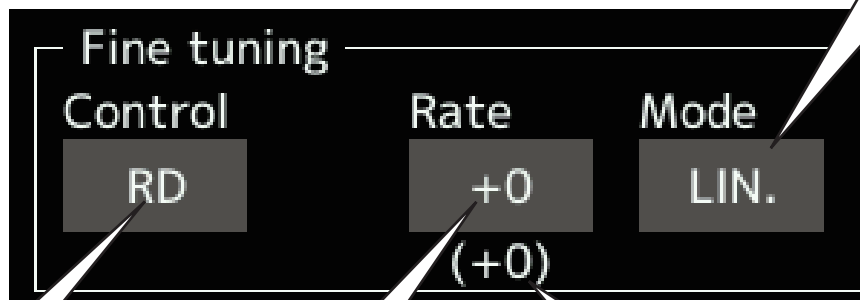 Fine tuning
Control Rate Mode
RD +0 LIN.
(+0)